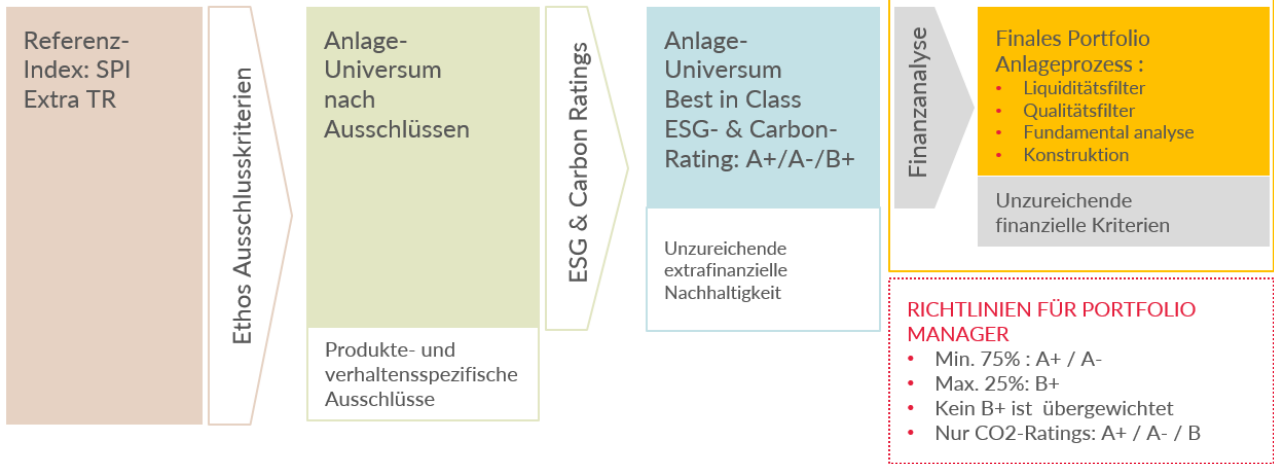 Referenz-
Index: SPI
Extra TR
Ethos Ausschlusskriterien
Anlage-
Universum
nach
Ausschlüssen
Produkte- und
verhaltensspezifische
Ausschlüsse
ESG & Carbon Ratings
Anlage-
Universum
Best in Class
ESG- & Carbon-
Rating: A+/A-/B+
Unzureichende
extrafinanzielle
Nachhaltigkeit
Finanzanalyse
Finales Portfolio
Anlageprozess :
• Liquiditätsfilter
• Qualitätsfilter
• Fundamental analyse
• Konstruktion
Unzureichende
finanzielle Kriterien
RICHTLINIEN FÜR PORTFOLIO
MANAGER
• Min. 75% : A+ / A-
• Max. 25%: B+
• Kein B+ ist übergewichtet
• Nur CO2-Ratings: A+ / A- / B